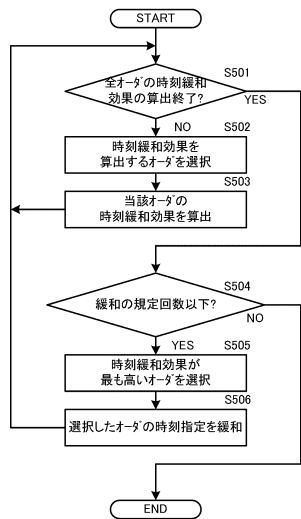 START
S501
全オーダの時刻緩和
効果の算出終了?
YES
NO
S502
時刻緩和効果を
算出するオーダを選択
S503
当該オーダの
時刻緩和効果を算出
S504
緩和の規定回数以下?
NO
YES
S505
時刻緩和効果が
最も高いオーダを選択
S506
選択したオーダの時刻指定を緩和
END